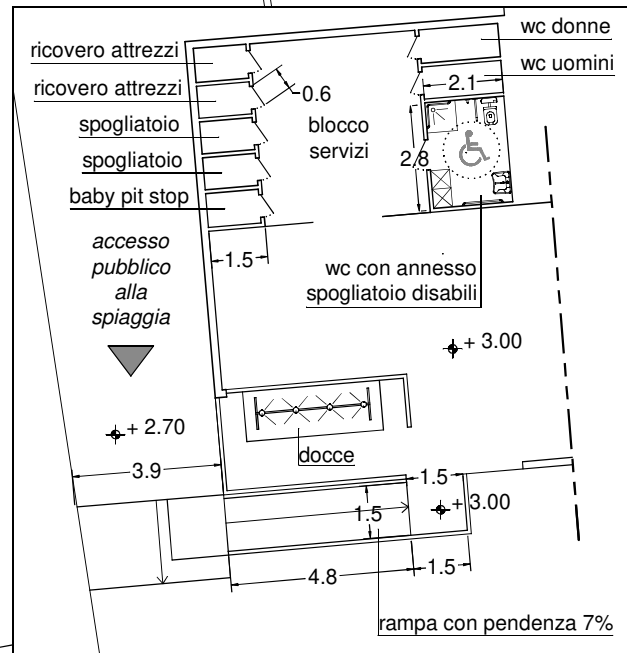 wc donne
ricovero attrezzi
wc uomini
2.1
ricovero attrezzi
0.6
spogliatoio
blocco
servizi
2.8
spogliatoio
baby pit stop
accesso
pubblico
alla
spiaggia
1.5
wc con annesso
spogliatoio disabili
+ 3.00
+ 2.70
docce
3.9
1.5
1.5
+ 3.00
4.8
1.5
rampa con pendenza 7%